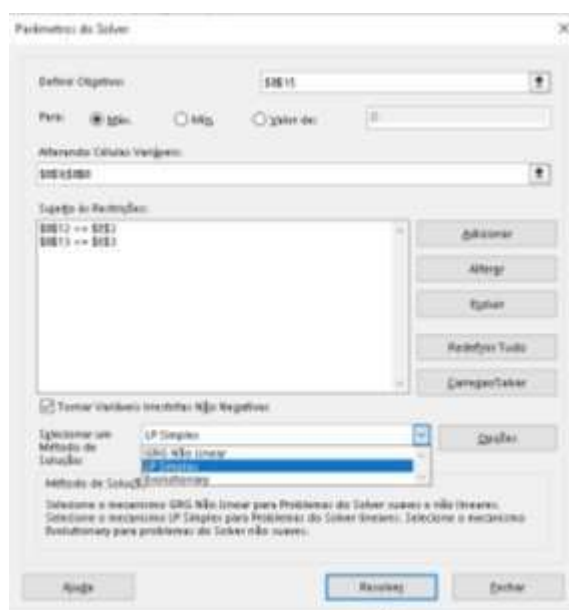 Parâmetros do Solver
Definir Objetivo:
Para:
Máx.
Mín.
Valor de:
0
Alterando Células Variáveis:
Sujeito às Restrições:
Adicionar
Alterar
Excluir
Redefinir Tudo
Carregar/Salvar
Tornar Variáveis Irrestritas Não Negativas
Selecionar um
Método de
Solução:
LP Simplex
GRG Não Linear
LP Simplex
Evolutionary
Opções
Método de Solução
Selecione o mecanismo GRG Não Linear para Problemas do Solver suaves e não lineares.
Selecione o mecanismo LP Simplex para Problemas do Solver lineares. Selecione o mecanismo
Evolutionary para problemas do Solver não suaves.
Ajuda
Resolver
Fechar